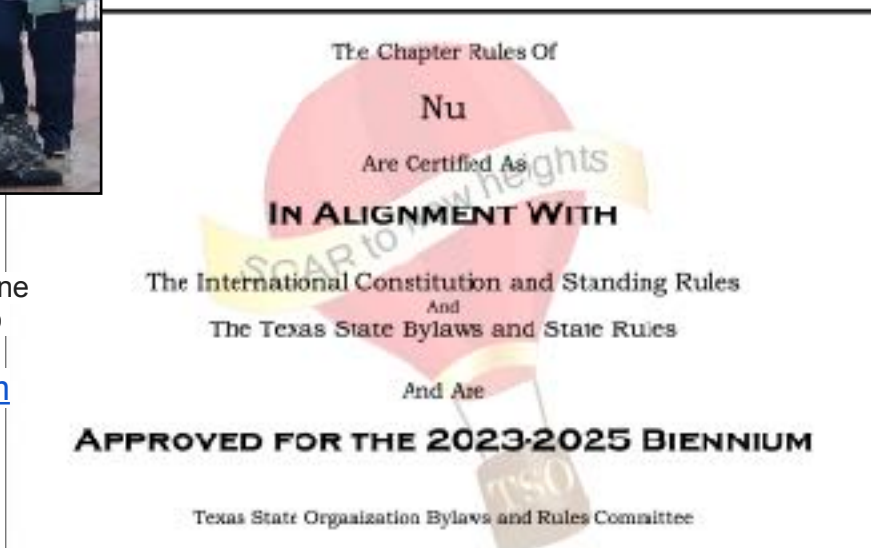 The Chapter Rules Of
Nu
Are Certified As
IN ALIGNMENT WITH
SOAR to new heights
The International Constitution and Standing Rules
And
The Texas State Bylaws and State Rules
And Are
APPROVED FOR THE 2023-2025 BIENNIUM
TSO
Texas State Organization Bylaws and Rules Committee